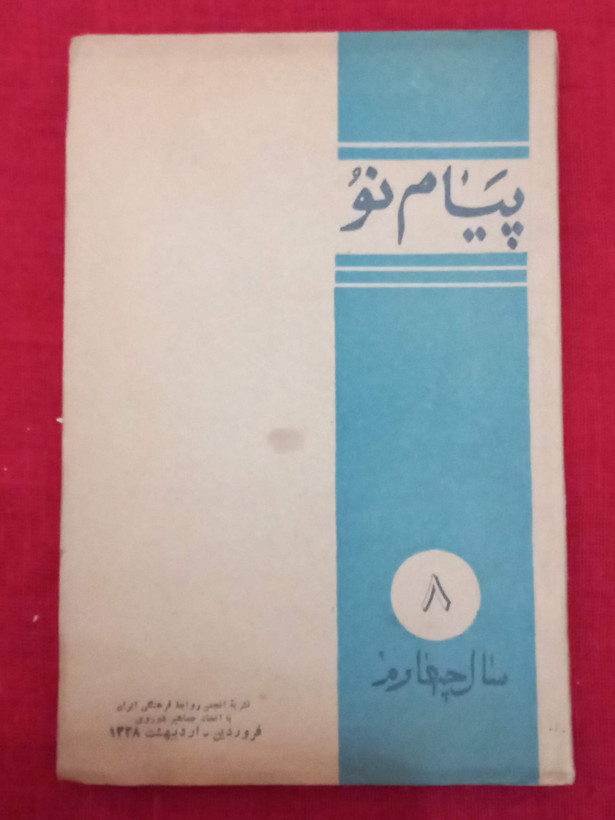 پیام نو
۸
سال چهارم
نشریهٔ انجمن روابط فرهنگی ایران
با اتحاد جماهیر شوروی
فروردین - اردیبهشت ۱۳۲۸